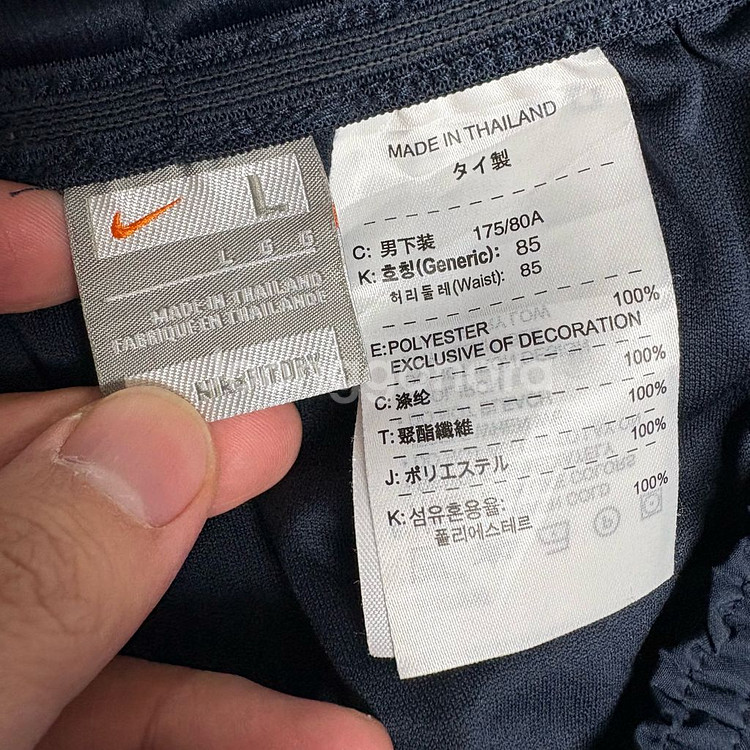 L
L G G
MADE IN THAILAND
FABRIQUE EN THAILANDE
NIKE FIT DRY
MADE IN THAILAND
タイ製
C: 男下装 175/80A
K: 호칭(Generic): 85
허리둘레(Waist): 85
E:POLYESTER 100%
EXCLUSIVE OF DECORATION
C: 涤纶 100%
T: 聚酯纖維 100%
J: ポリエステル 100%
K: 섬유혼용율:
폴리에스테르 100%